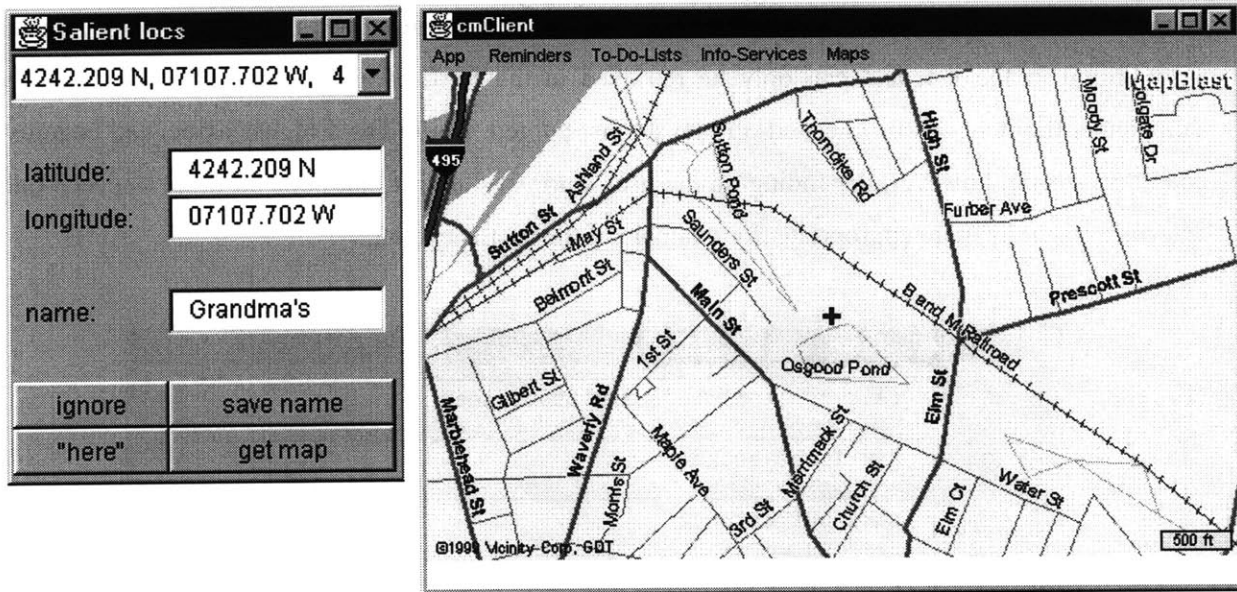 Salient locs
4242.209 N, 07107.702 W, 4
latitude:
4242.209 N
longitude:
07107.702 W
name:
Grandma's
ignore
save name
"here"
get map
cmClient
App Reminders To-Do-Lists Info-Services Maps
MapBlast
495
Ashland St
Sutton St
May St
Belmont St
Sutton Pond
Saunders St
Thorndike Rd
High St
Moody St
olgate Dr
Furber Ave
Prescott St
B and M Railroad
Main St
1st St
Osgood Pond
Gilbert St
Elm St
Marblehead St
Waverly Rd
Maple Ave
Morris St
3rd St
Merrimack St
Church St
Elm Ct
Water St
©1999 Vicinity Corp, GDT
500 ft